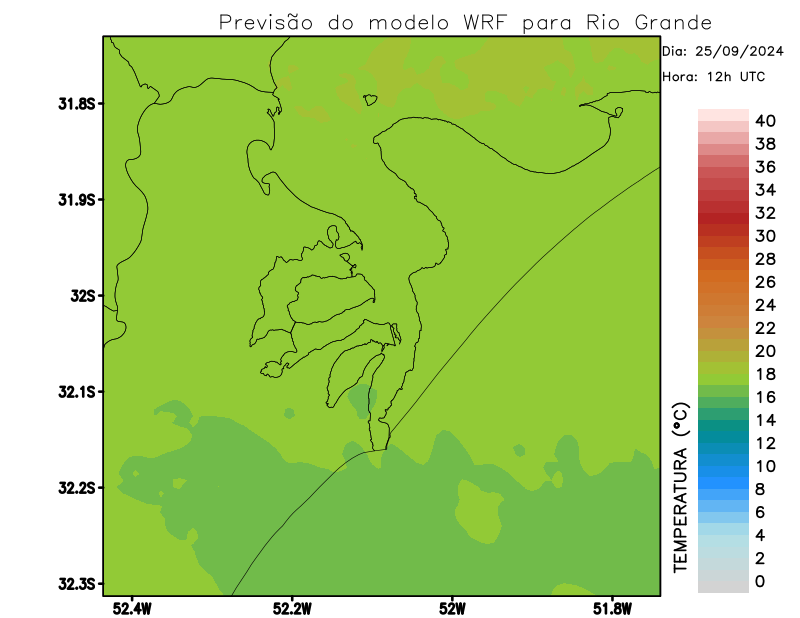 Previsão do modelo WRF para Rio Grande
Dia: 25/09/2024
Hora: 12h UTC
31.8S
31.9S
32S
32.1S
32.2S
32.3S
52.4W
52.2W
52W
51.8W
TEMPERATURA (°C)
40
38
36
34
32
30
28
26
24
22
20
18
16
14
12
10
8
6
4
2
0